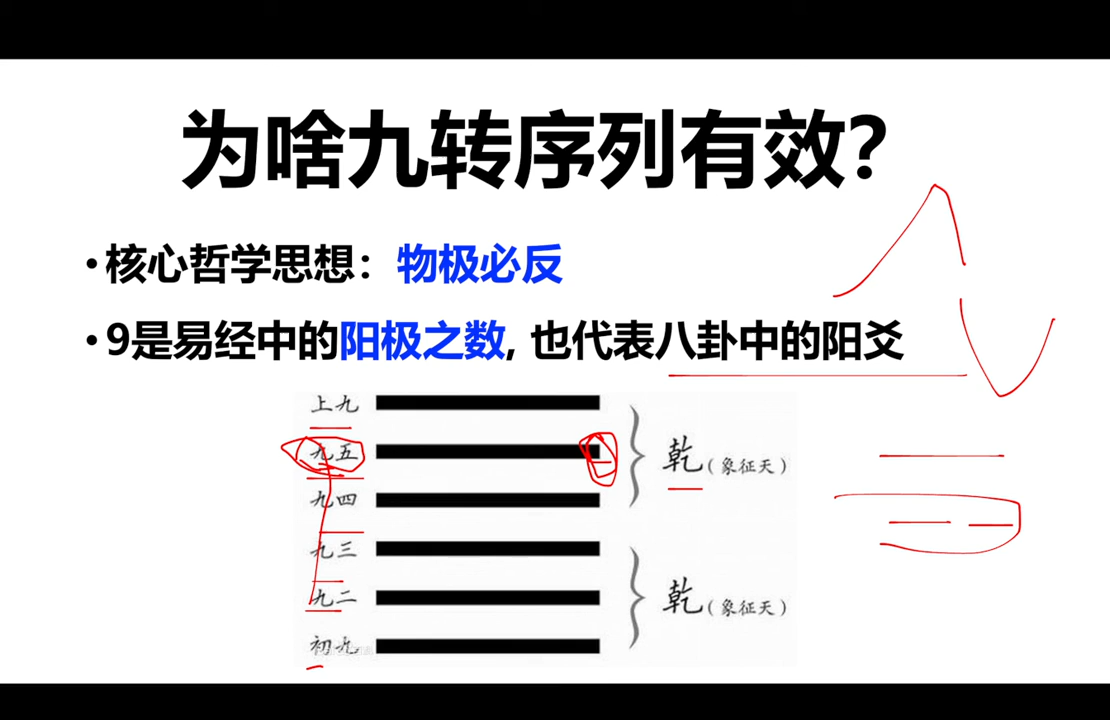 为啥九转序列有效?
•核心哲学思想：物极必反
•9是易经中的阳极之数, 也代表八卦中的阳爻
上九
九五
乾(象征天)
九四
九三
九二
乾(象征天)
初九